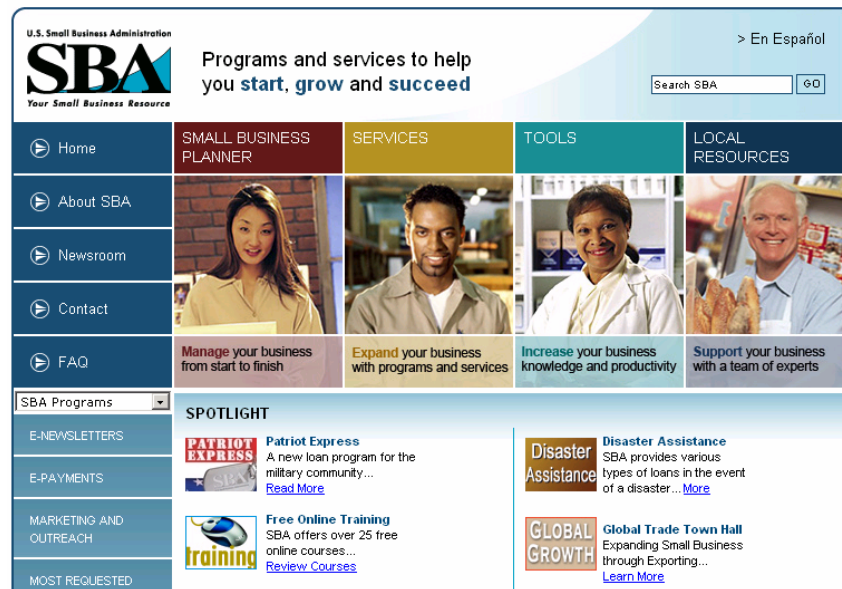 U.S. Small Business Administration
SBA
Your Small Business Resource
Programs and services to help
you start, grow and succeed
> En Español
Search SBA
GO
Home
About SBA
Newsroom
Contact
FAQ
SMALL BUSINESS
PLANNER
SERVICES
TOOLS
LOCAL
RESOURCES
Manage your business
from start to finish
Expand your business
with programs and services
Increase your business
knowledge and productivity
Support your business
with a team of experts
SBA Programs
E-NEWSLETTERS
E-PAYMENTS
MARKETING AND
OUTREACH
MOST REQUESTED
SPOTLIGHT
PATRIOT
EXPRESS
SBA
Patriot Express
A new loan program for the
military community...
Read More
training
Free Online Training
SBA offers over 25 free
online courses...
Review Courses
Disaster
Assistance
Disaster Assistance
SBA provides various
types of loans in the event
of a disaster... More
GLOBAL
GROWTH
Global Trade Town Hall
Expanding Small Business
through Exporting...
Learn More